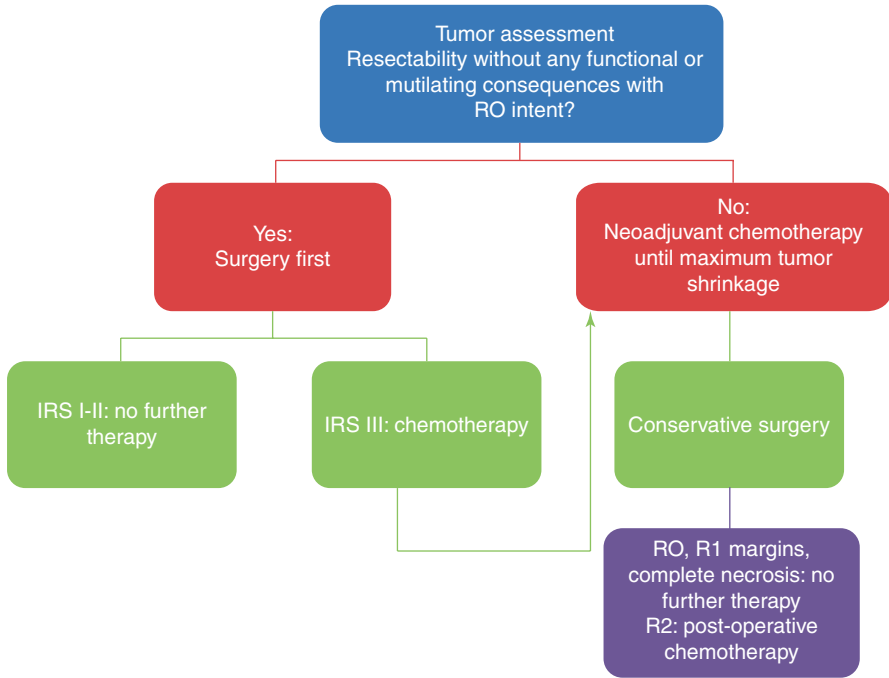 Tumor assessment
Resectability without any functional or
mutilating consequences with
RO intent?
Yes:
Surgery first
No:
Neoadjuvant chemotherapy
until maximum tumor
shrinkage
IRS I-II: no further
therapy
IRS III: chemotherapy
Conservative surgery
RO, R1 margins,
complete necrosis: no
further therapy
R2: post-operative
chemotherapy